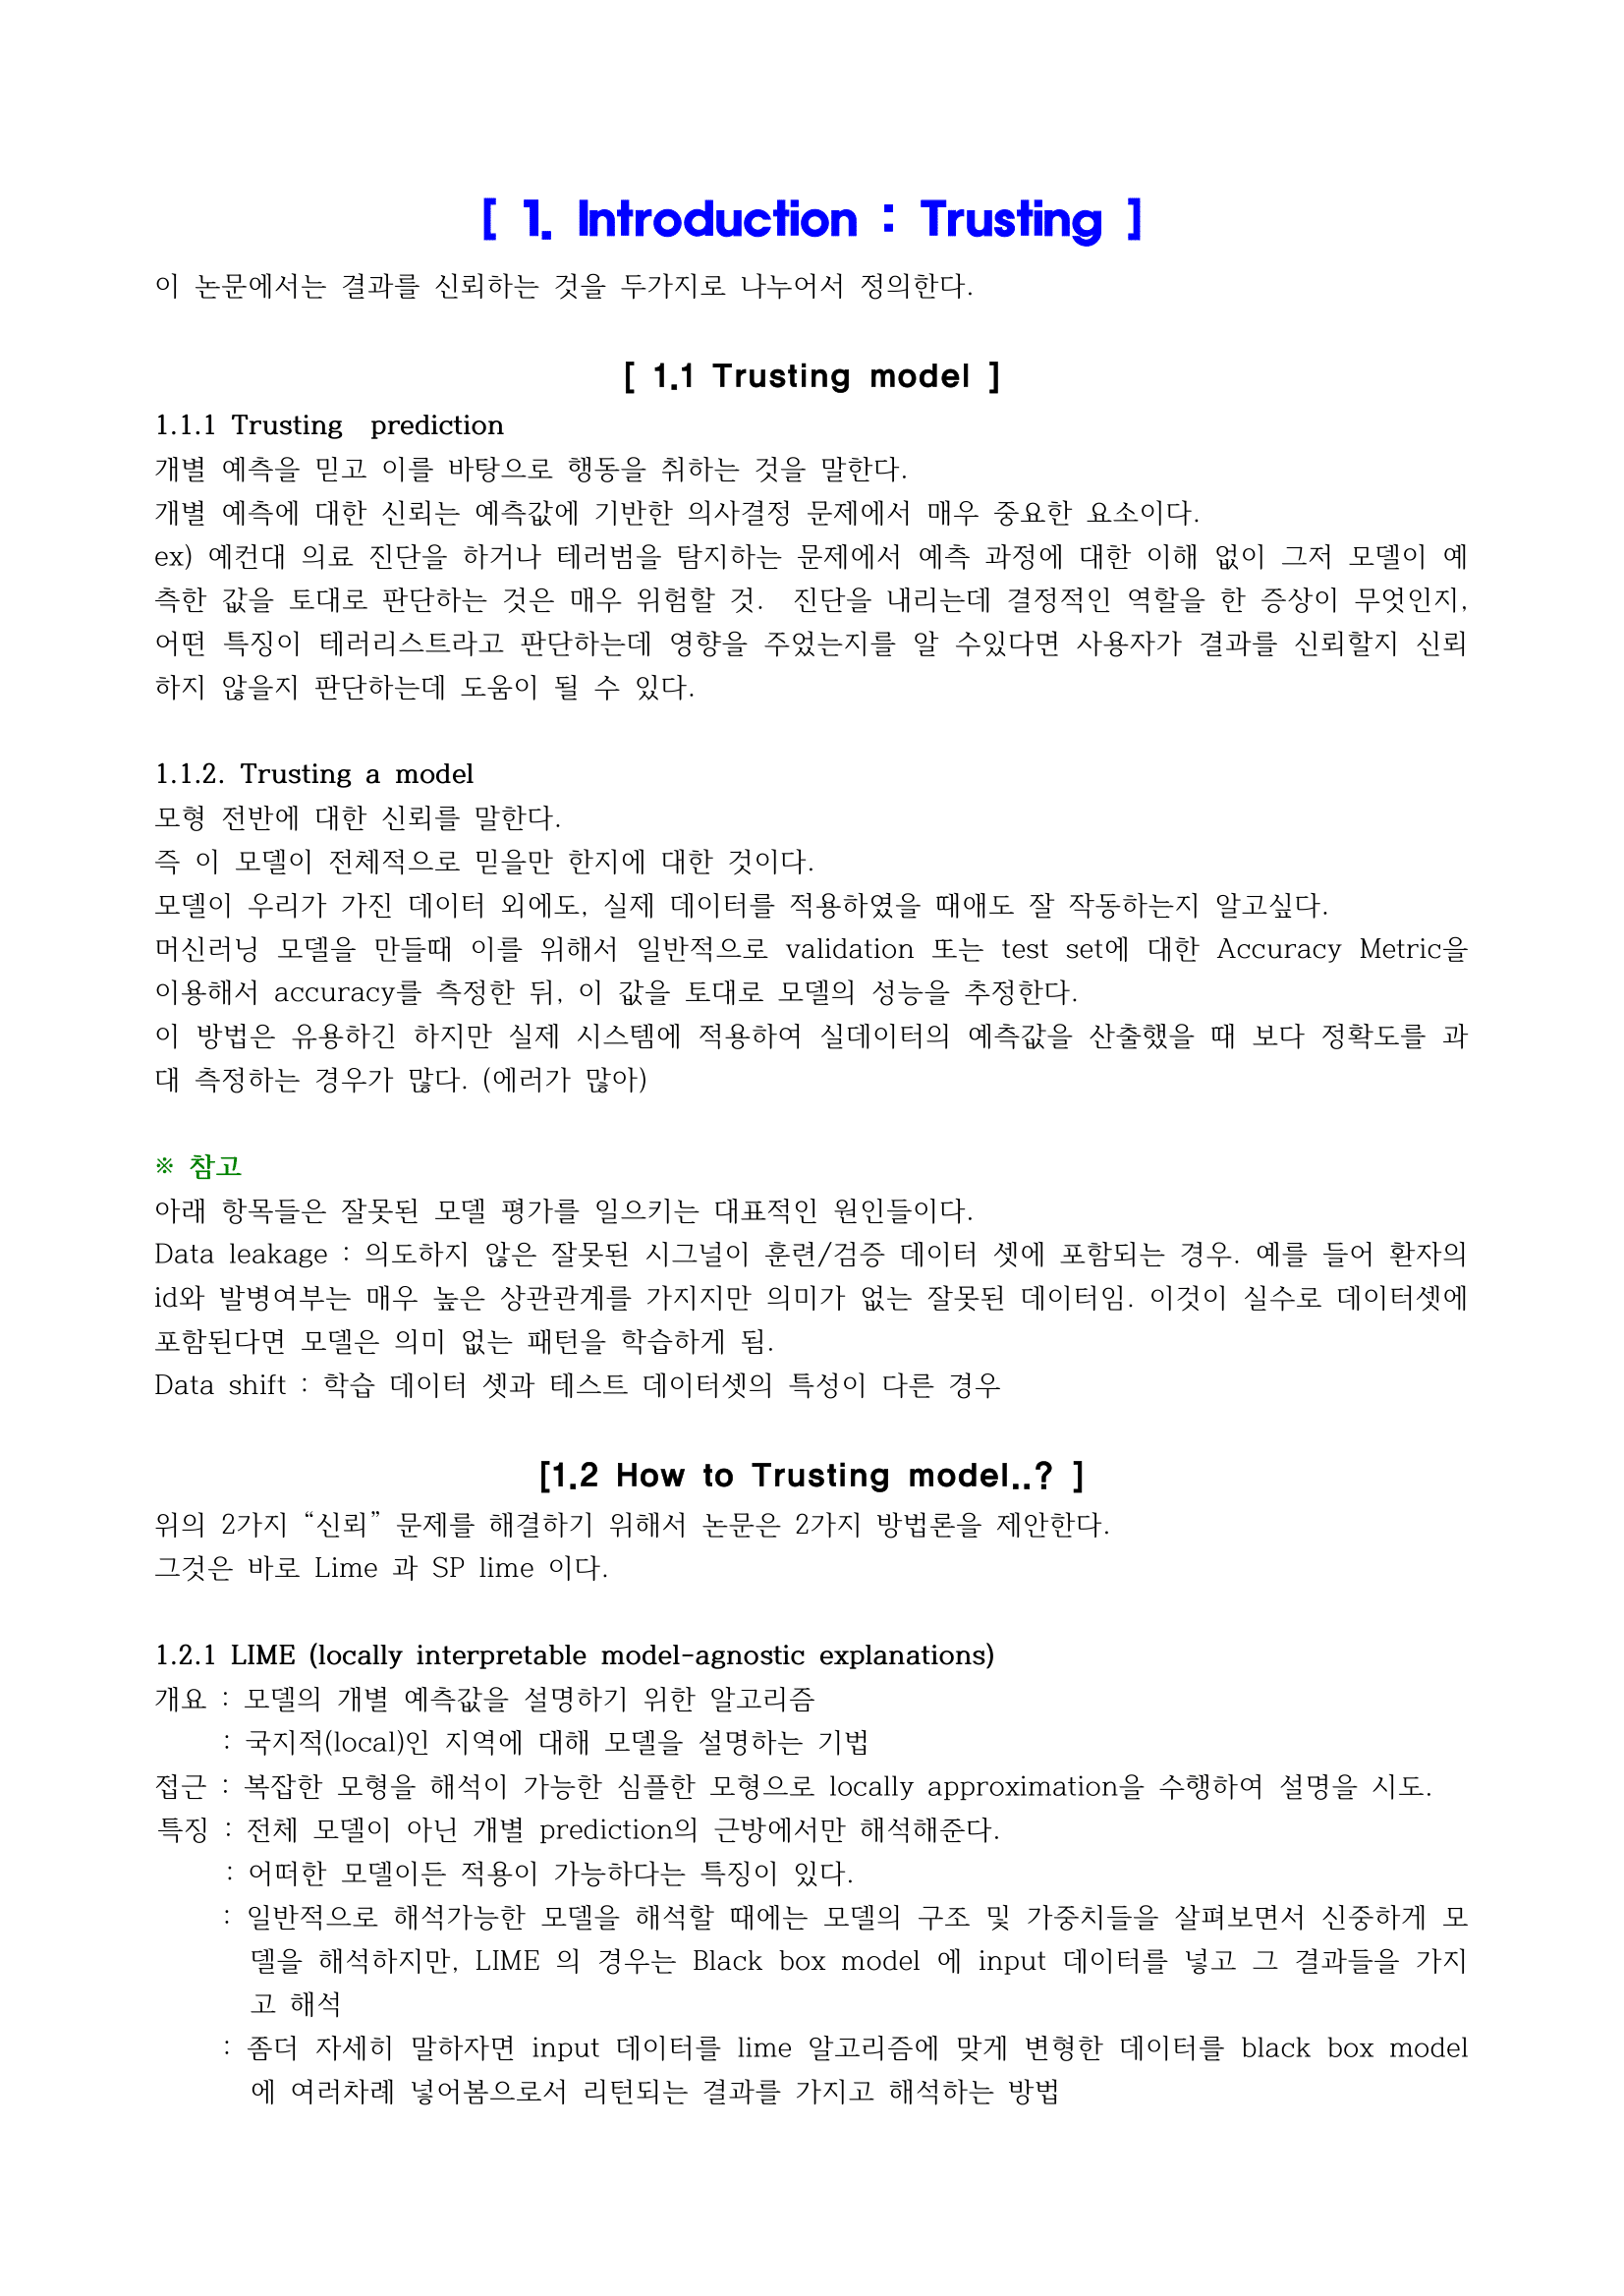 [ 1. Introduction : Trusting ]
이 논문에서는 결과를 신뢰하는 것을 두가지로 나누어서 정의한다.
[ 1.1 Trusting model ]
1.1.1 Trusting prediction
개별 예측을 믿고 이를 바탕으로 행동을 취하는 것을 말한다.
개별 예측에 대한 신뢰는 예측값에 기반한 의사결정 문제에서 매우 중요한 요소이다.
ex) 예컨대 의료 진단을 하거나 테러범을 탐지하는 문제에서 예측 과정에 대한 이해 없이 그저 모델이 예
측한 값을 토대로 판단하는 것은 매우 위험할 것. 진단을 내리는데 결정적인 역할을 한 증상이 무엇인지,
어떤 특징이 테러리스트라고 판단하는데 영향을 주었는지를 알 수있다면 사용자가 결과를 신뢰할지 신뢰
하지 않을지 판단하는데 도움이 될 수 있다.
1.1.2. Trusting a model
모형 전반에 대한 신뢰를 말한다.
즉 이 모델이 전체적으로 믿을만 한지에 대한 것이다.
모델이 우리가 가진 데이터 외에도, 실제 데이터를 적용하였을 때애도 잘 작동하는지 알고싶다.
머신러닝 모델을 만들때 이를 위해서 일반적으로 validation 또는 test set에 대한 Accuracy Metric을
이용해서 accuracy를 측정한 뒤, 이 값을 토대로 모델의 성능을 추정한다.
이 방법은 유용하긴 하지만 실제 시스템에 적용하여 실데이터의 예측값을 산출했을 때 보다 정확도를 과
대 측정하는 경우가 많다. (에러가 많아)
※ 참고
아래 항목들은 잘못된 모델 평가를 일으키는 대표적인 원인들이다.
Data leakage : 의도하지 않은 잘못된 시그널이 훈련/검증 데이터 셋에 포함되는 경우. 예를 들어 환자의
id와 발병여부는 매우 높은 상관관계를 가지지만 의미가 없는 잘못된 데이터임. 이것이 실수로 데이터셋에
포함된다면 모델은 의미 없는 패턴을 학습하게 됨.
Data shift : 학습 데이터 셋과 테스트 데이터셋의 특성이 다른 경우
[1.2 How to Trusting model..? ]
위의 2가지 “신뢰” 문제를 해결하기 위해서 논문은 2가지 방법론을 제안한다.
그것은 바로 Lime 과 SP lime 이다.
1.2.1 LIME (locally interpretable model-agnostic explanations)
개요 : 모델의 개별 예측값을 설명하기 위한 알고리즘
: 국지적(local)인 지역에 대해 모델을 설명하는 기법
접근 : 복잡한 모형을 해석이 가능한 심플한 모형으로 locally approximation을 수행하여 설명을 시도.
특징 : 전체 모델이 아닌 개별 prediction의 근방에서만 해석해준다.
: 어떠한 모델이든 적용이 가능하다는 특징이 있다.
: 일반적으로 해석가능한 모델을 해석할 때에는 모델의 구조 및 가중치들을 살펴보면서 신중하게 모
델을 해석하지만, LIME 의 경우는 Black box model 에 input 데이터를 넣고 그 결과들을 가지
고 해석
: 좀더 자세히 말하자면 input 데이터를 lime 알고리즘에 맞게 변형한 데이터를 black box model
에 여러차례 넣어봄으로서 리턴되는 결과를 가지고 해석하는 방법